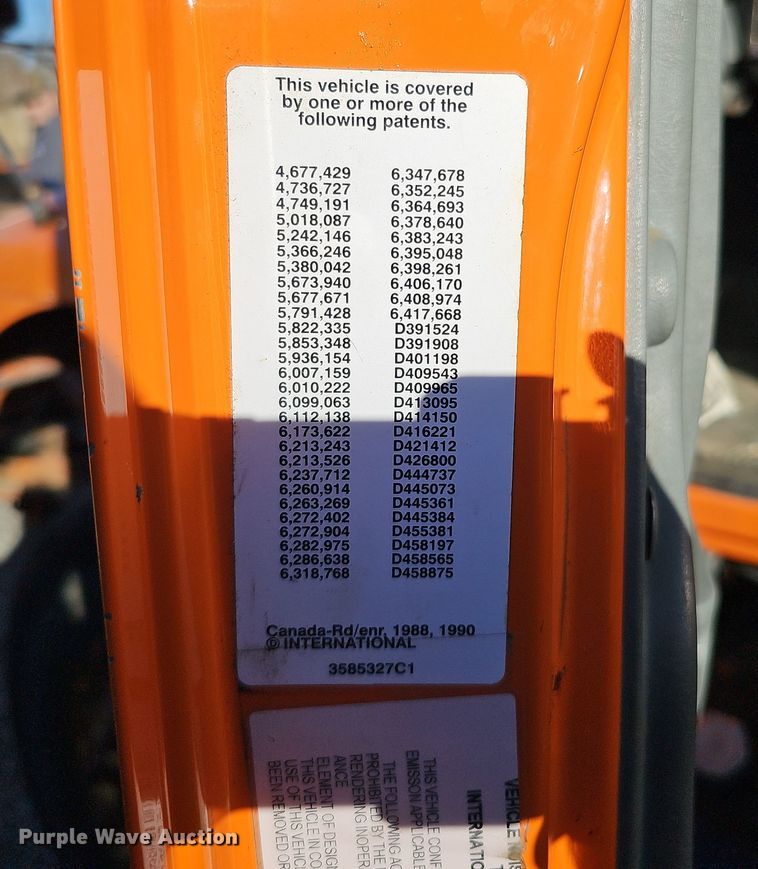 This vehicle is covered
by one or more of the
following patents.
4,677,429 6,347,678
4,736,727 6,352,245
4,749,191 6,364,693
5,018,087 6,378,640
5,242,146 6,383,243
5,366,246 6,395,048
5,380,042 6,398,261
5,673,940 6,406,170
5,677,671 6,408,974
5,791,428 6,417,668
5,822,335 D391524
5,853,348 D391908
5,936,154 D401198
6,007,159 D409543
6,010,222 D409965
6,099,063 D413095
6,112,138 D414150
6,173,622 D416221
6,213,243 D421412
6,213,526 D426800
6,237,712 D444737
6,260,914 D445073
6,263,269 D445361
6,272,402 D445384
6,272,904 D455381
6,282,975 D458197
6,286,638 D458565
6,318,768 D458875
Canada-Rd/enr, 1988, 1990
© INTERNATIONAL
3585327C1
VEHICLE
THIS VEHICLE
EMISSON APPLICABLE
THE FOLLOWING
PROHIBITED BY THE
RENDERING
ANCE
ELEMENT OF DESIGN
THIS VEHICLE IN
USE OF THIS
BEEN REMOVED OR
Purple Wave Auction